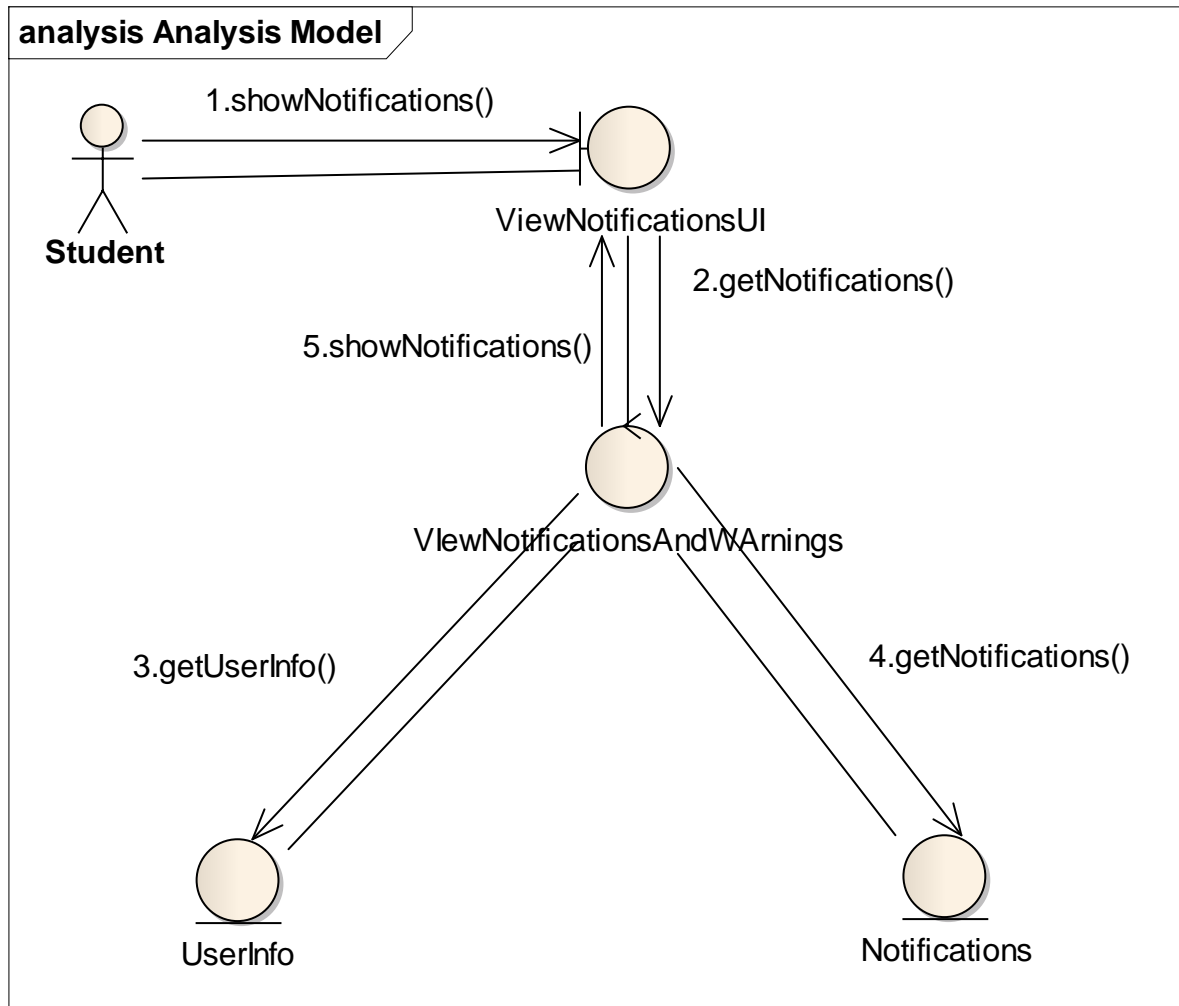 analysis Analysis Model
1.showNotifications()
Student
ViewNotificationsUI
2.getNotifications()
5.showNotifications()
VIewNotificationsAndWArnings
3.getUserInfo()
4.getNotifications()
UserInfo
Notifications